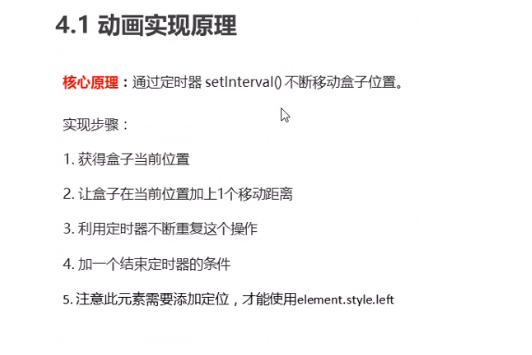 4.1 动画实现原理
核心原理：通过定时器 setInterval() 不断移动盒子位置。
实现步骤：
1. 获得盒子当前位置
2. 让盒子在当前位置加上1个移动距离
3. 利用定时器不断重复这个操作
4. 加一个结束定时器的条件
5. 注意此元素需要添加定位，才能使用element.style.left